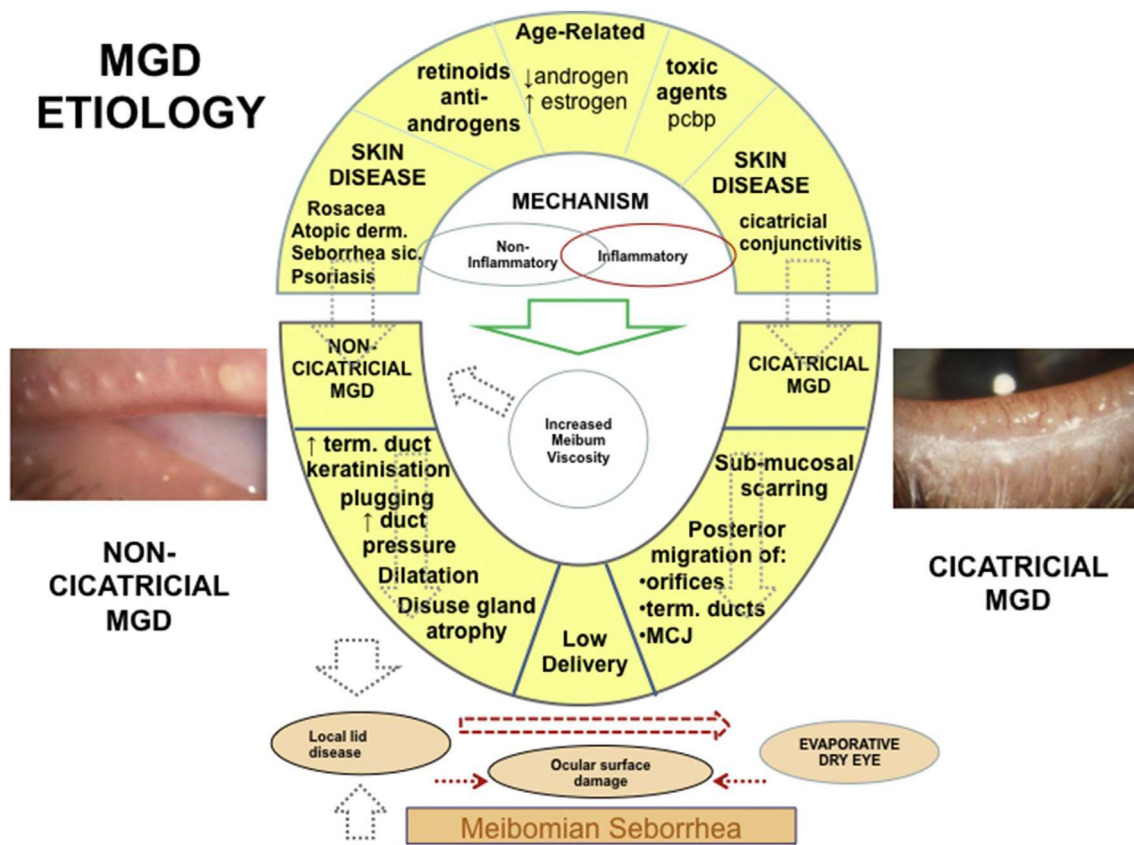 MGD
ETIOLOGY
Age-Related
↓androgen
↑ estrogen
retinoids
anti-
androgens
toxic
agents
pcbp
SKIN
DISEASE
Rosacea
Atopic derm.
Seborrhea sic.
Psoriasis
SKIN
DISEASE
cicatricial
conjunctivitis
MECHANISM
Non-
Inflammatory
Inflammatory
NON-
CICATRICIAL
MGD
CICATRICIAL
MGD
Increased
Meibum
Viscosity
↑ term. duct
keratinisation
plugging
↑ duct
pressure
Dilatation
Disuse gland
atrophy
Sub-mucosal
scarring
Posterior
migration of:
•orifices
•term. ducts
•MCJ
Low
Delivery
NON-
CICATRICIAL
MGD
CICATRICIAL
MGD
Local lid
disease
Ocular surface
damage
EVAPORATIVE
DRY EYE
Meibomian Seborrhea